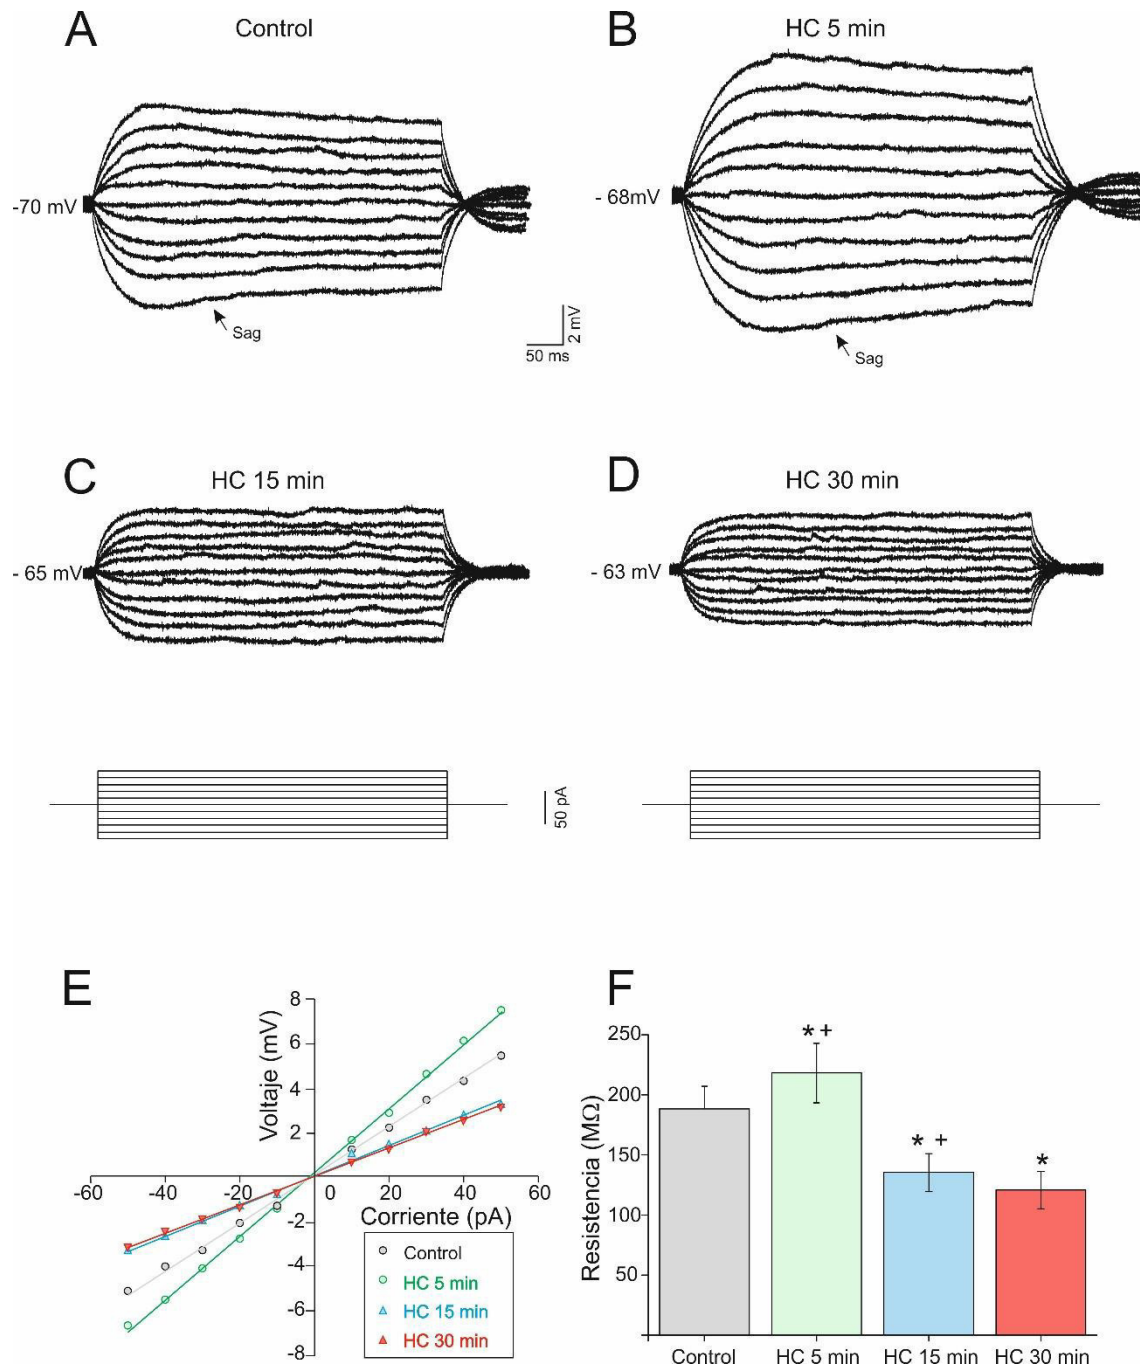 A
Control
-70 mV
Sag
50 ms
2 mV
B
HC 5 min
- 68mV
Sag
C
HC 15 min
- 65 mV
D
HC 30 min
- 63 mV
50 pA
E
Voltaje (mV)
8
6
4
2
-60
-40
-20
0
20
40
60
Corriente (pA)
-2
-4
-6
-8
Control
HC 5 min
HC 15 min
HC 30 min
F
Resistencia (MΩ)
250
200
150
100
50
* +
* +
*
Control
HC 5 min
HC 15 min
HC 30 min